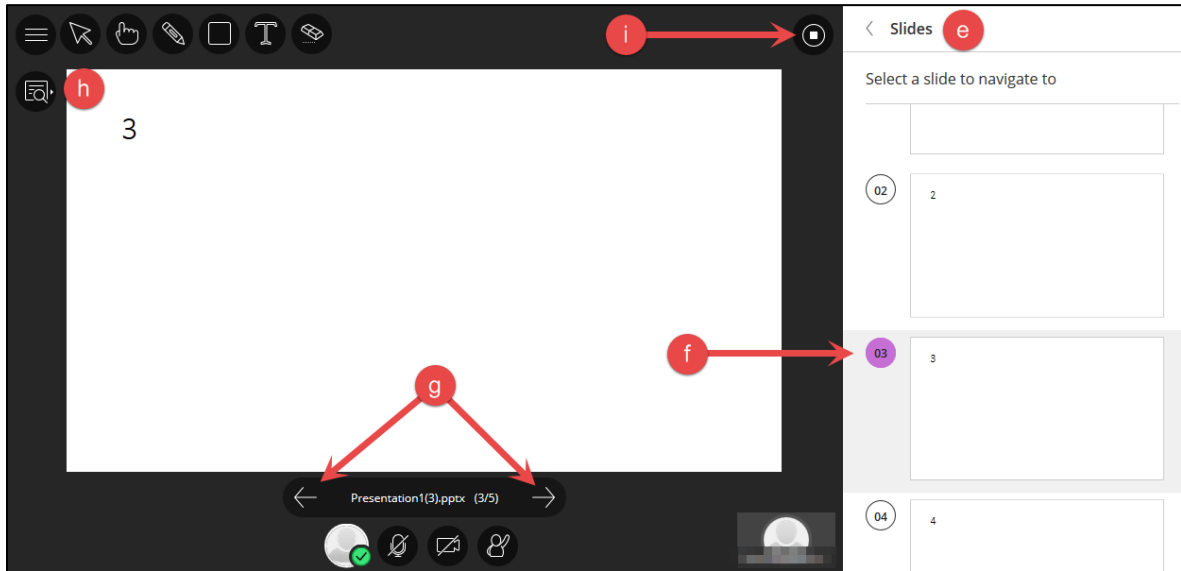 i
h
3
g
Presentation1(3).pptx (3/5)
Slides
e
Select a slide to navigate to
02
2
f
03
3
04
4